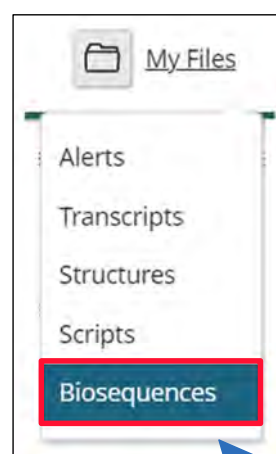 My Files
Alerts
Transcripts
Structures
Scripts
Biosequences